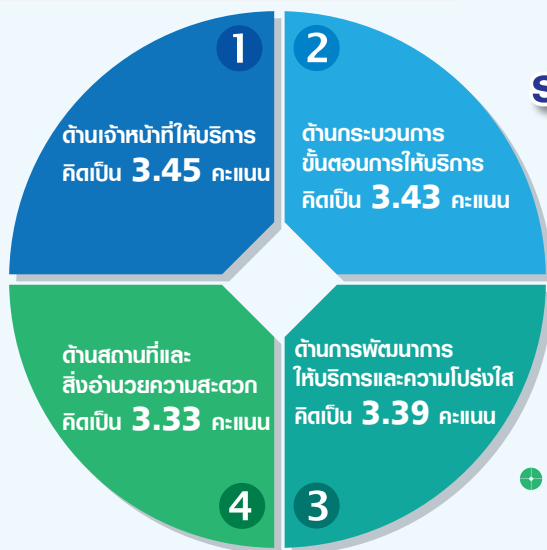 1
ด้านเจ้าหน้าที่ให้บริการ
คิดเป็น 3.45 คะแนน
2
ด้านกระบวนการ
ขั้นตอนการให้บริการ
คิดเป็น 3.43 คะแนน
ด้านการพัฒนาการ
ให้บริการและความโปร่งใส
คิดเป็น 3.39 คะแนน
3
ด้านสถานที่และ
สิ่งอำนวยความสะดวก
คิดเป็น 3.33 คะแนน
4